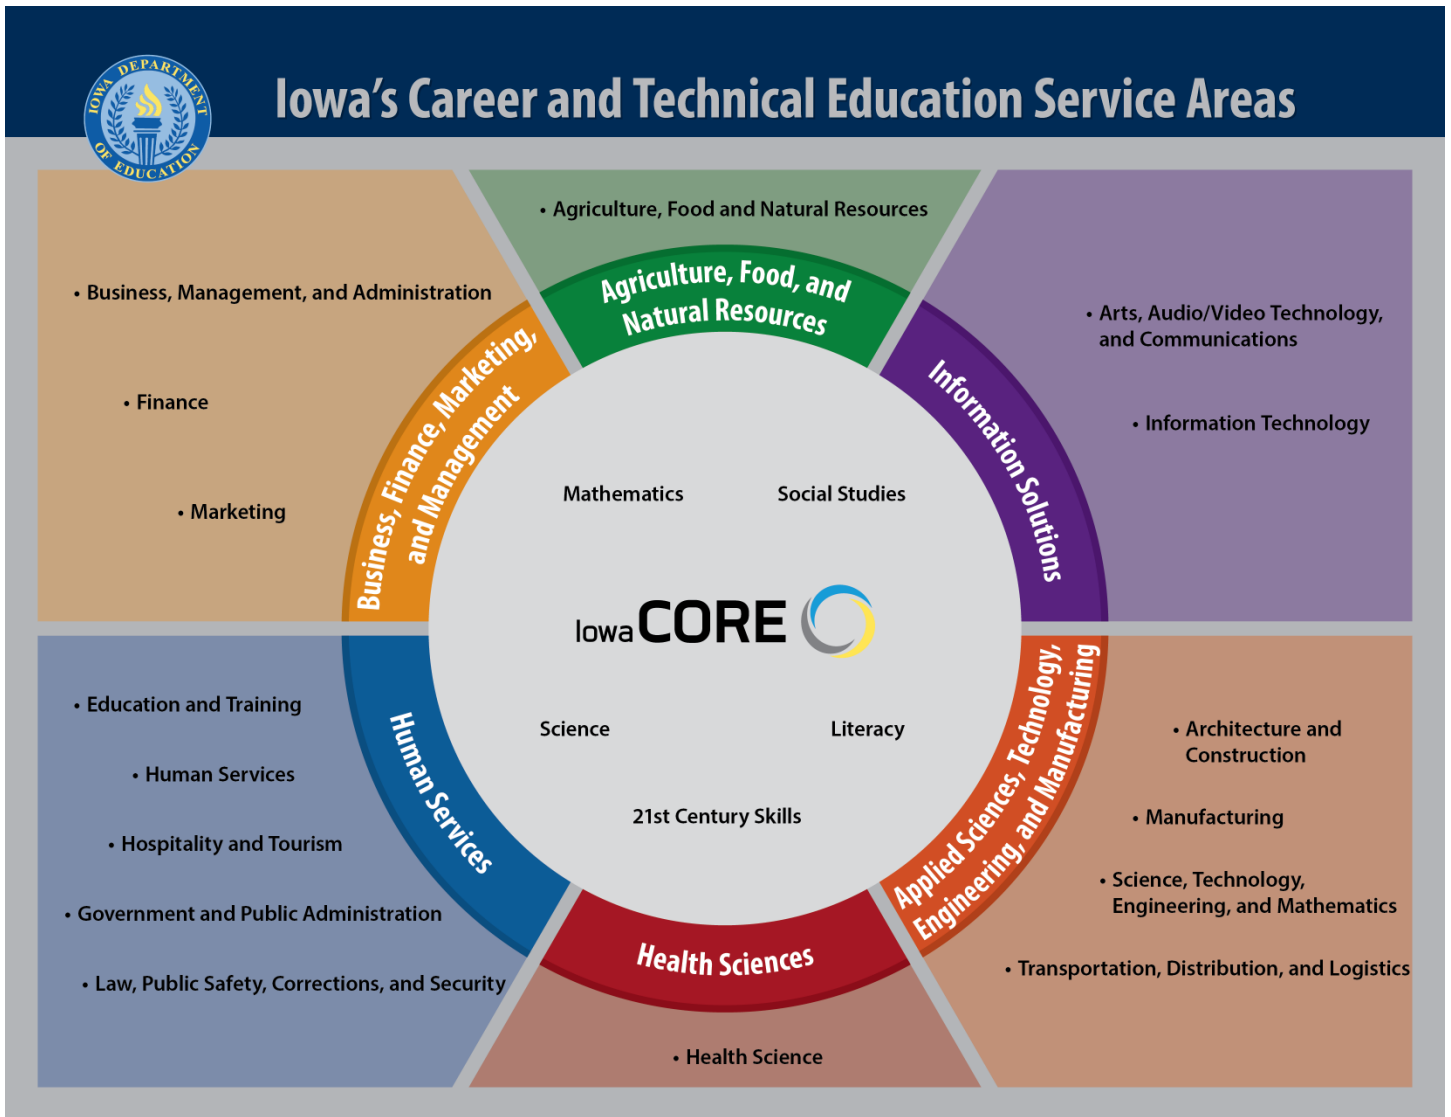 IOWA DEPARTMENT
OF EDUCATION
Iowa's Career and Technical Education Service Areas
• Agriculture, Food and Natural Resources
Agriculture, Food, and
Natural Resources
• Business, Management, and Administration
• Finance
• Marketing
Business, Finance, Marketing,
and Management
Information Solutions
• Arts, Audio/Video Technology,
and Communications
• Information Technology
Mathematics
Social Studies
Iowa CORE
Science
Literacy
21st Century Skills
• Education and Training
• Human Services
• Hospitality and Tourism
• Government and Public Administration
• Law, Public Safety, Corrections, and Security
Human Services
Applied Sciences, Technology,
Engineering, and Manufacturing
• Architecture and
Construction
• Manufacturing
• Science, Technology,
Engineering, and Mathematics
• Transportation, Distribution, and Logistics
Health Sciences
• Health Science